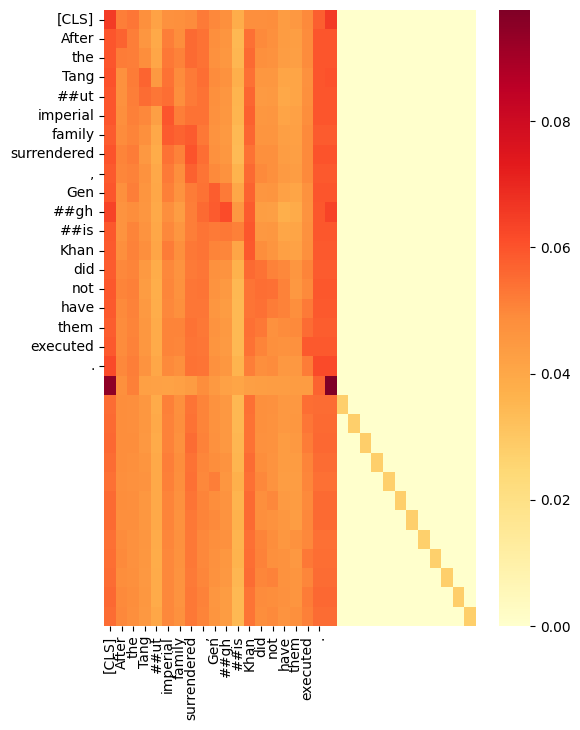 [CLS]
After
the
Tang
##ut
imperial
family
surrendered
,
Gen
##gh
##is
Khan
did
not
have
them
executed
.
[CLS]
After
the
Tang
##ut
imperial
family
surrendered
,
Gen
##gh
##is
Khan
did
not
have
them
executed
.
0.08
0.06
0.04
0.02
0.00